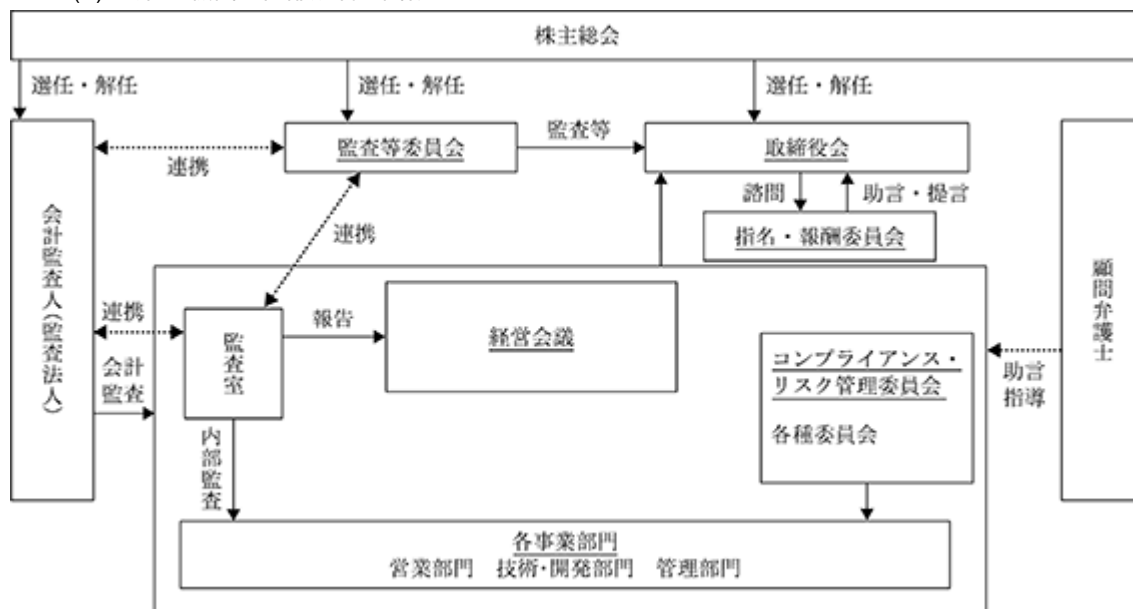 株主総会
選任・解任
選任・解任
選任・解任
監査等委員会
監査等
取締役会
連携
諮問
助言・提言
指名・報酬委員会
連携
会計監査人(監査法人)
顧問弁護士
連携
会計
監査
監査室
報告
経営会議
コンプライアンス・
リスク管理委員会
各種委員会
助言
指導
内部監査
各事業部門
営業部門 技術・開発部門 管理部門